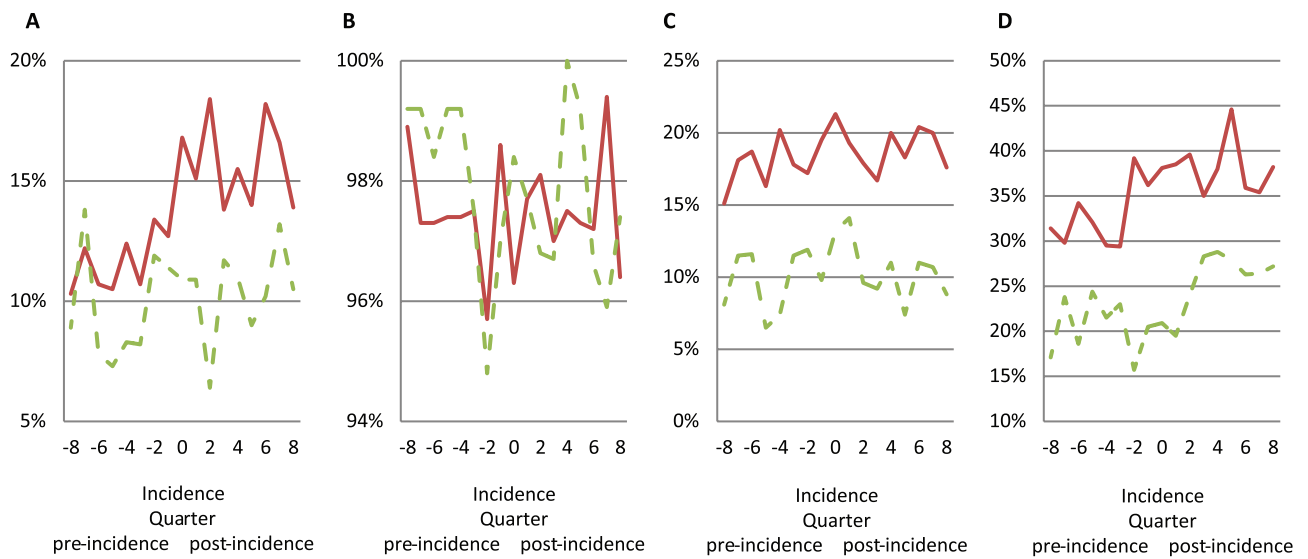 A
20%
15%
10%
5%
-8 -6 -4 -2 0 2 4 6 8
Incidence
Quarter
pre-incidence post-incidence
B
100%
98%
96%
94%
-8 -6 -4 -2 0 2 4 6 8
Incidence
Quarter
pre-incidence post-incidence
C
25%
20%
15%
10%
5%
0%
-8 -6 -4 -2 0 2 4 6 8
Incidence
Quarter
pre-incidence post-incidence
D
50%
45%
40%
35%
30%
25%
20%
15%
10%
-8 -6 -4 -2 0 2 4 6 8
Incidence
Quarter
pre-incidence post-incidence